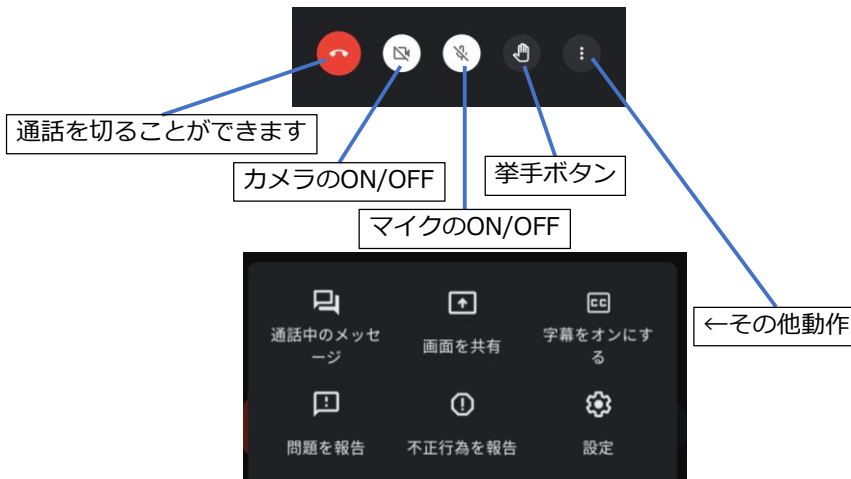 通話を切ることができます
カメラのON/OFF
挙手ボタン
マイクのON/OFF
←その他動作
通話中のメッセ
ージ
画面を共有
CC
字幕をオンにす
る
問題を報告
不正行為を報告
設定